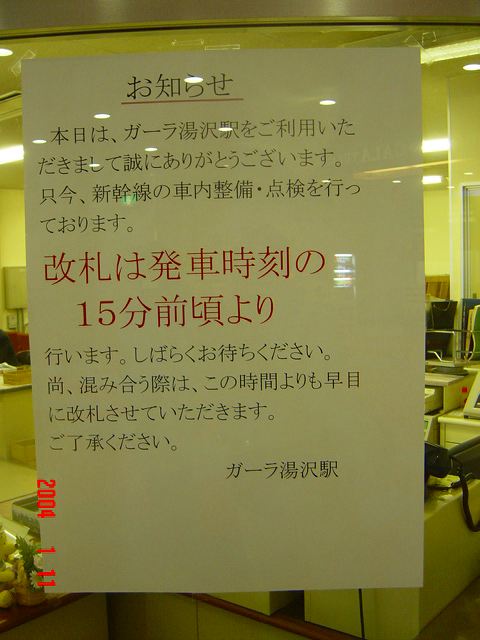 お知らせ
本日は、ガーラ湯沢駅をご利用いた
だきまして誠にありがとうございます。
只今、新幹線の車内整備・点検を行っ
ております。
改札は発車時刻の
15分前頃より
行います。しばらくお待ちください。
尚、混み合う際は、この時間よりも早目
に改札させていただきます。
ご了承ください。
ガーラ湯沢駅
2004 1 11